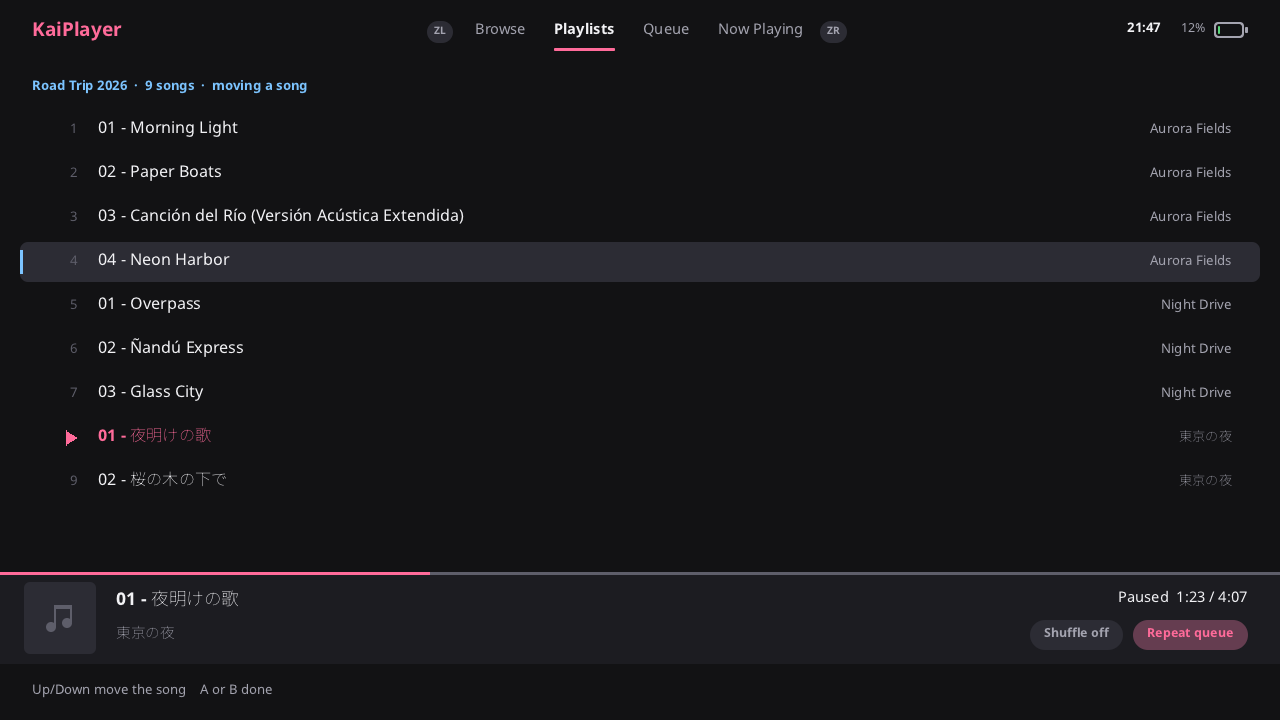 KaiPlayer
ZL Browse Playlists Queue Now Playing ZR
21:47 12%
Road Trip 2026 · 9 songs · moving a song
1 01 - Morning Light Aurora Fields
2 02 - Paper Boats Aurora Fields
3 03 - Canción del Río (Versión Acústica Extendida) Aurora Fields
4 04 - Neon Harbor Aurora Fields
5 01 - Overpass Night Drive
6 02 - Ñandú Express Night Drive
7 03 - Glass City Night Drive
01 - 夜明けの歌 東京の夜
9 02 - 桜の木の下で 東京の夜
01 - 夜明けの歌
東京の夜
Paused 1:23 / 4:07
Shuffle off Repeat queue
Up/Down move the song A or B done